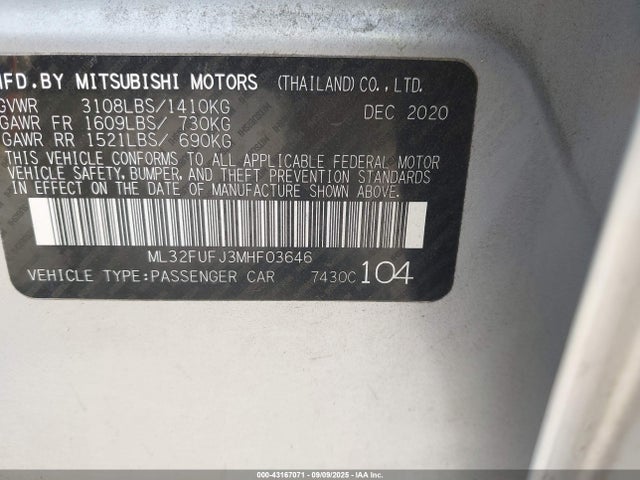 MFD.BY MITSUBISHI MOTORS (THAILAND)CO.,LTD.
GVWR 3108LBS/1410KG DEC 2020
GAWR FR 1609LBS/ 730KG
GAWR RR 1521LBS/ 690KG
THIS VEHICLE CONFORMS TO ALL APPLICABLE FEDERAL MOTOR
VEHICLE SAFETY, BUMPER, AND THEFT PREVENTION STANDARDS
IN EFFECT ON THE DATE OF MANUFACTURE SHOWN ABOVE.
ML32FUFJ3MHF03646
VEHICLE TYPE:PASSENGER CAR 7430C 104
000-43167071 - 09/09/2025 - IAAI.COM